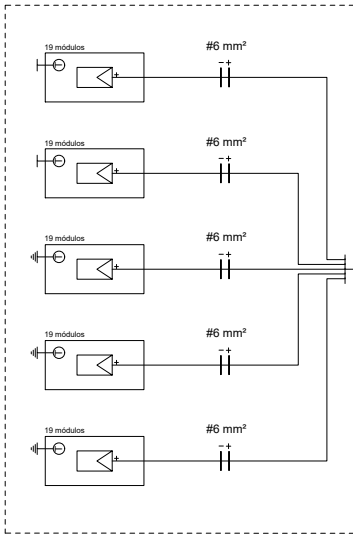 #6 mm²
19 módulos
- +
+
#6 mm²
19 módulos
- +
+
#6 mm²
19 módulos
- +
+
#6 mm²
19 módulos
- +
+
#6 mm²
19 módulos
- +
+